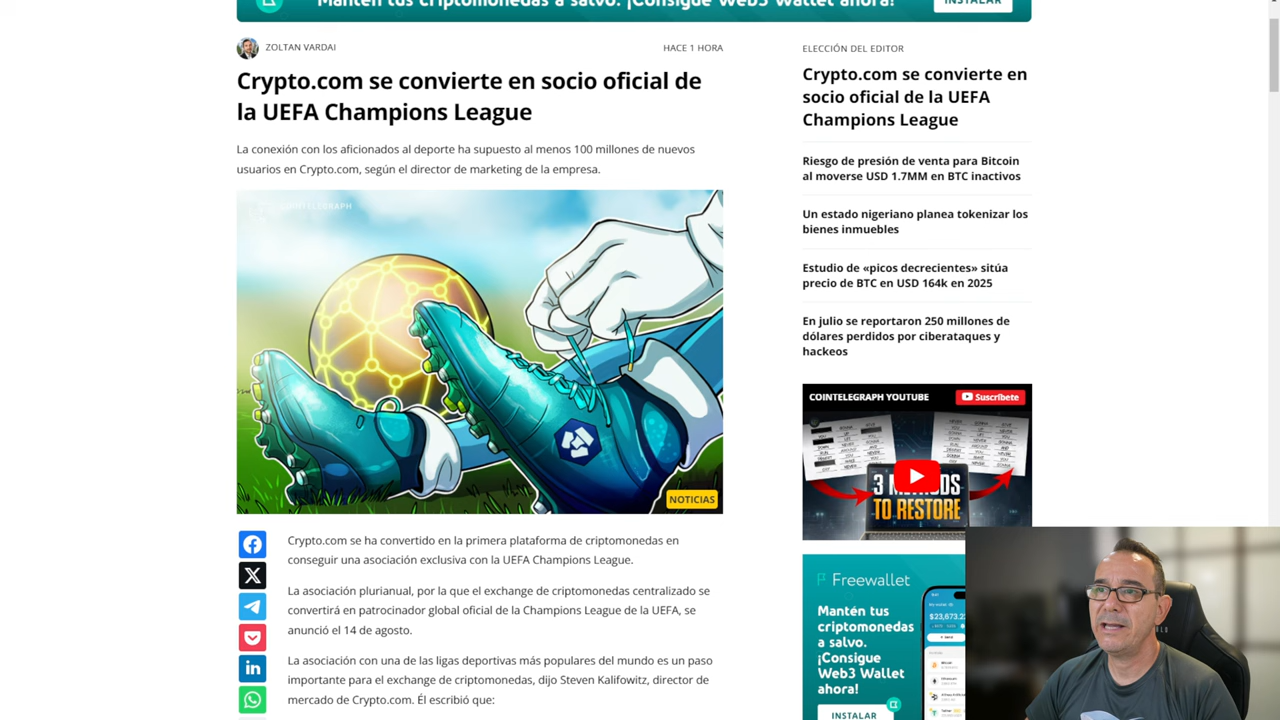 Mantén tus criptomonedas a salvo. ¡Consigue Web3 Wallet ahora!
INSTALAR
ZOLTAN VARDAI
HACE 1 HORA
Crypto.com se convierte en socio oficial de
la UEFA Champions League
La conexión con los aficionados al deporte ha supuesto al menos 100 millones de nuevos
usuarios en Crypto.com, según el director de marketing de la empresa.
COINTELEGRAPH
NOTICIAS
Crypto.com se ha convertido en la primera plataforma de criptomonedas en
conseguir una asociación exclusiva con la UEFA Champions League.
La asociación plurianual, por la que el exchange de criptomonedas centralizado se
convertirá en patrocinador global oficial de la Champions League de la UEFA, se
anunció el 14 de agosto.
La asociación con una de las ligas deportivas más populares del mundo es un paso
importante para el exchange de criptomonedas, dijo Steven Kalifowitz, director de
mercado de Crypto.com. Él escribió que:
ELECCIÓN DEL EDITOR
Crypto.com se convierte en
socio oficial de la UEFA
Champions League
Riesgo de presión de venta para Bitcoin
al moverse USD 1.7MM en BTC inactivos
Un estado nigeriano planea tokenizar los
bienes inmuebles
Estudio de «picos decrecientes» sitúa
precio de BTC en USD 164k en 2025
En julio se reportaron 250 millones de
dólares perdidos por ciberataques y
hackeos
COINTELEGRAPH YOUTUBE
Suscríbete
TO RESTORE
Freewallet
Mantén tus
criptomonedas
a salvo.
¡Consigue
Web3 Wallet
ahora!
INSTALAR
$23,673.2